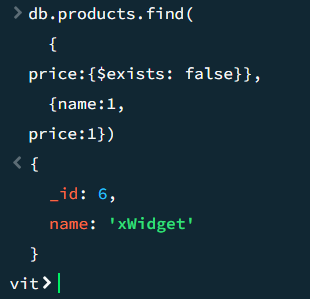 > db.products.find(
{
price:{$exists: false}},
{name:1,
price:1})
< {
_id: 6,
name: 'xWidget'
}
vit>